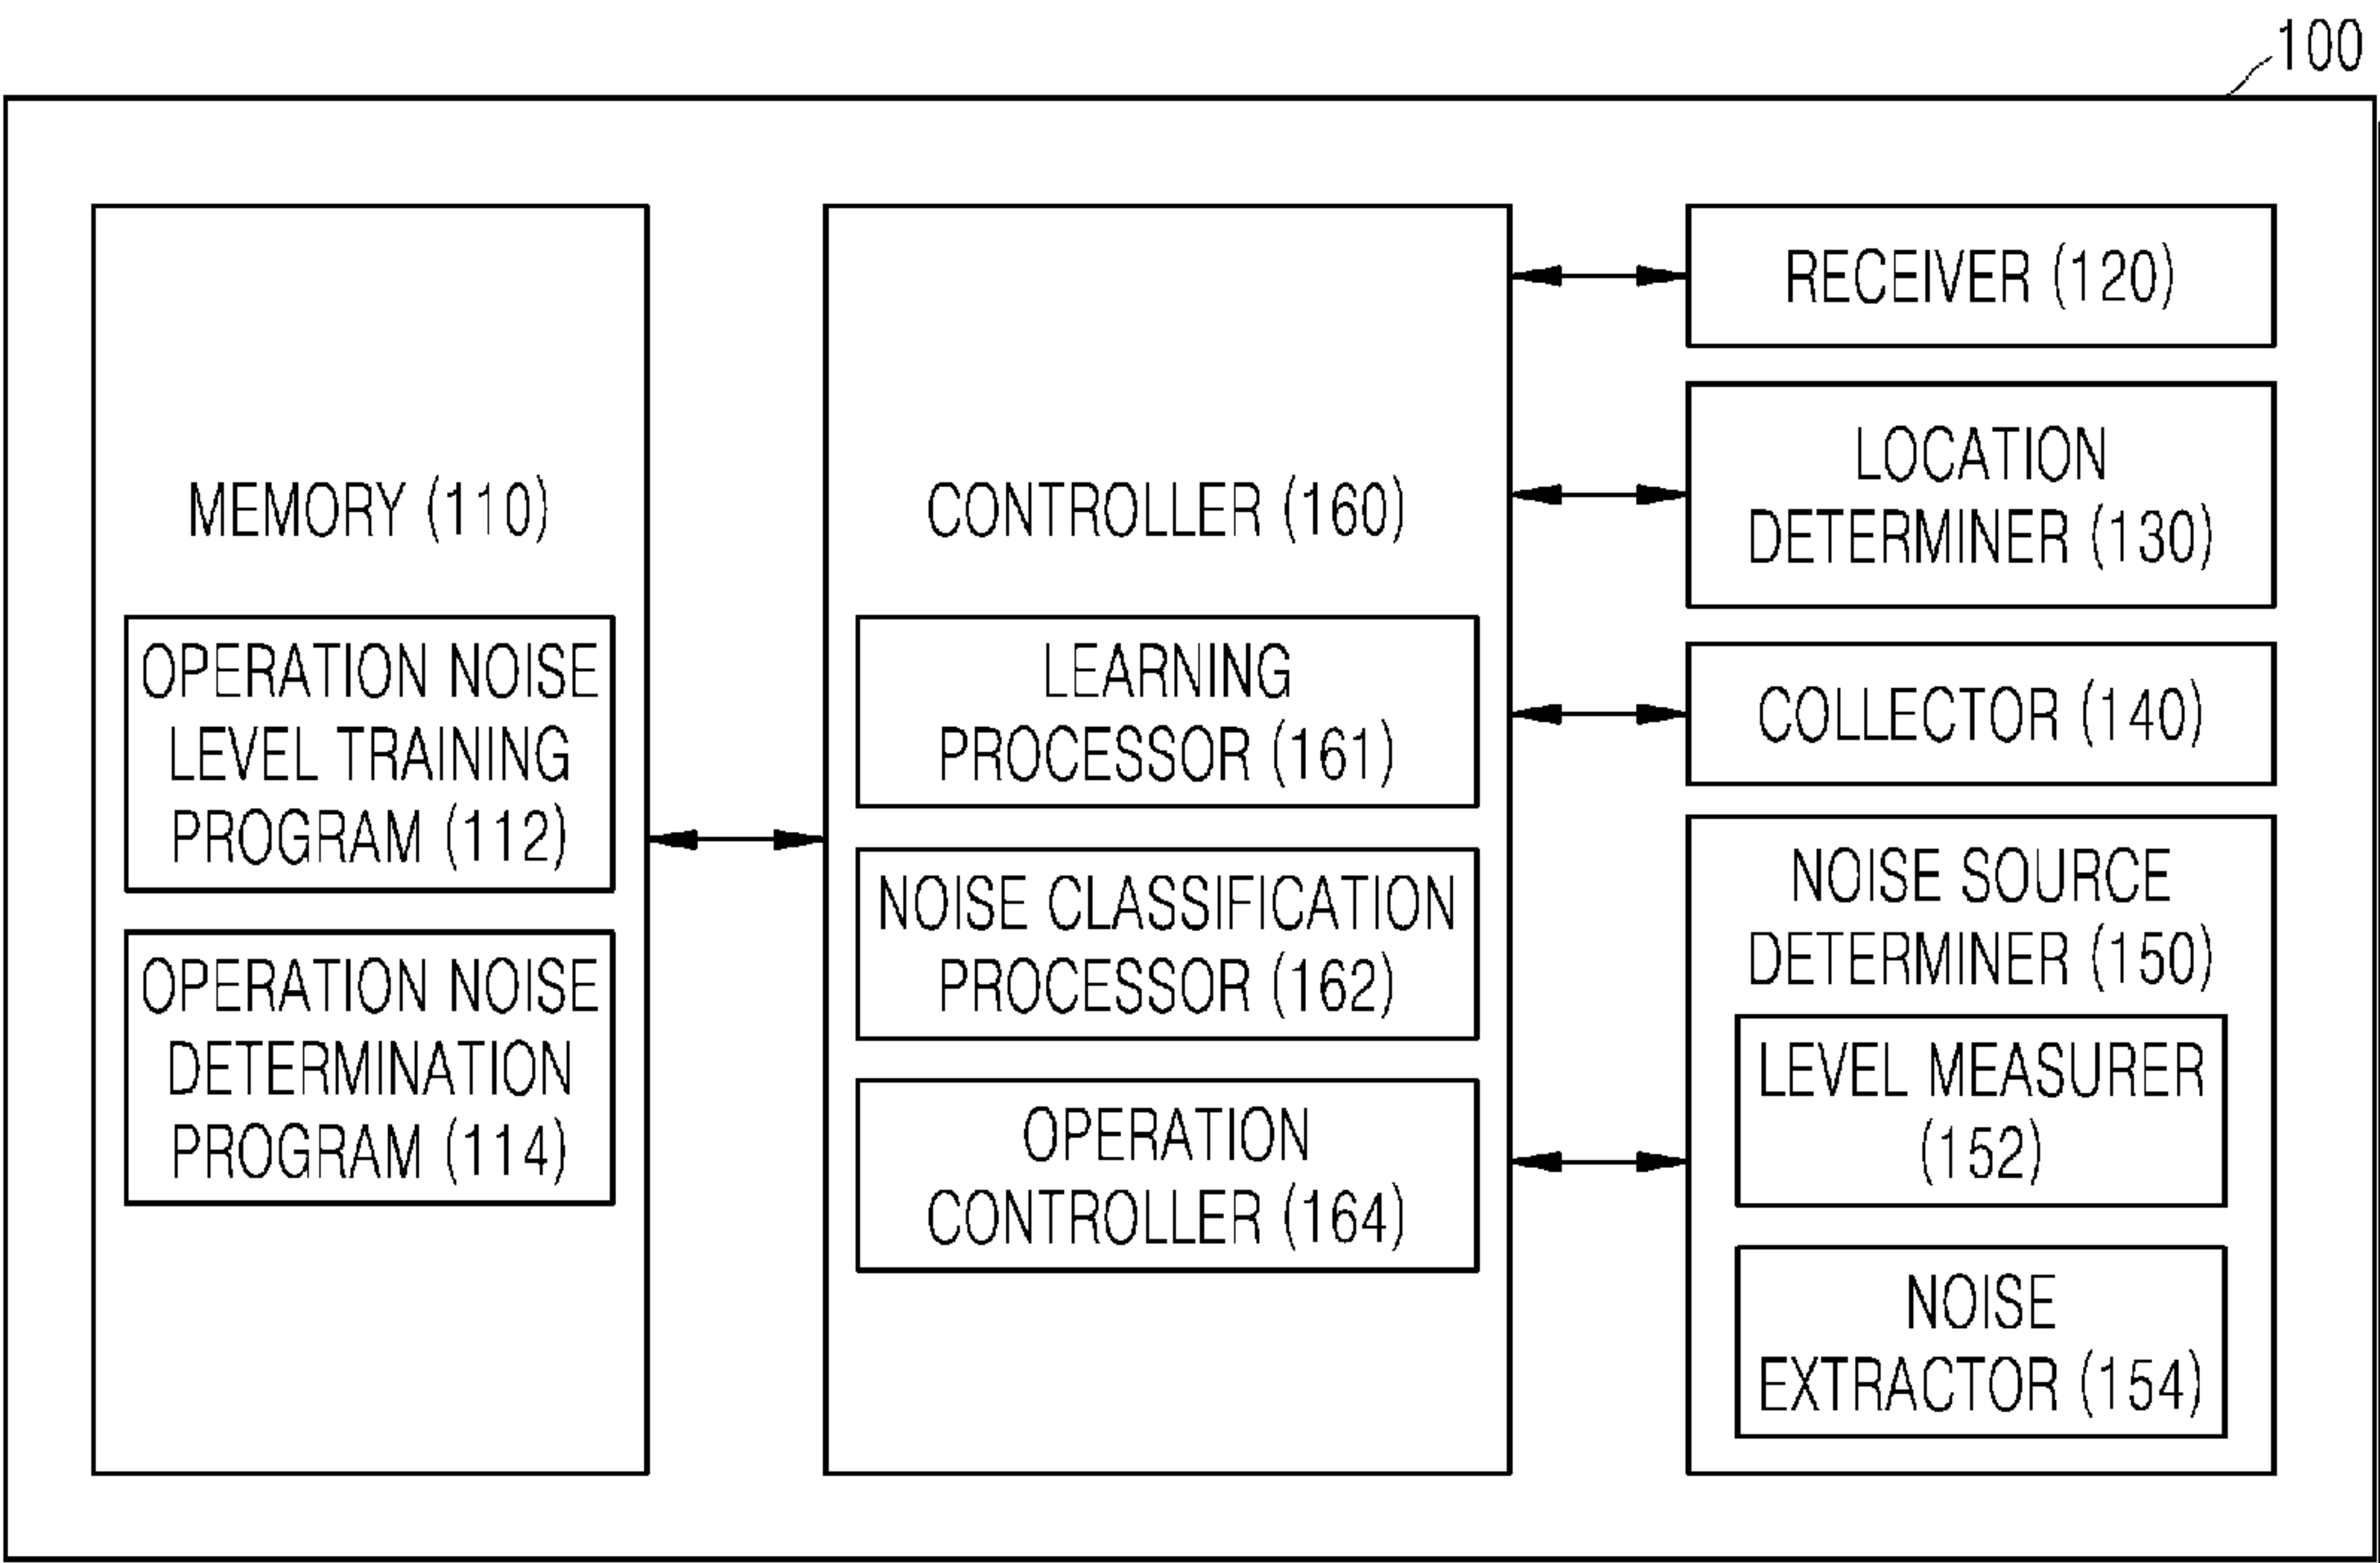 100
MEMORY (110)
OPERATION NOISE
LEVEL TRAINING
PROGRAM (112)
OPERATION NOISE
DETERMINATION
PROGRAM (114)
CONTROLLER (160)
LEARNING
PROCESSOR (161)
NOISE CLASSIFICATION
PROCESSOR (162)
OPERATION
CONTROLLER (164)
RECEIVER (120)
LOCATION
DETERMINER (130)
COLLECTOR (140)
NOISE SOURCE
DETERMINER (150)
LEVEL MEASURER
(152)
NOISE
EXTRACTOR (154)